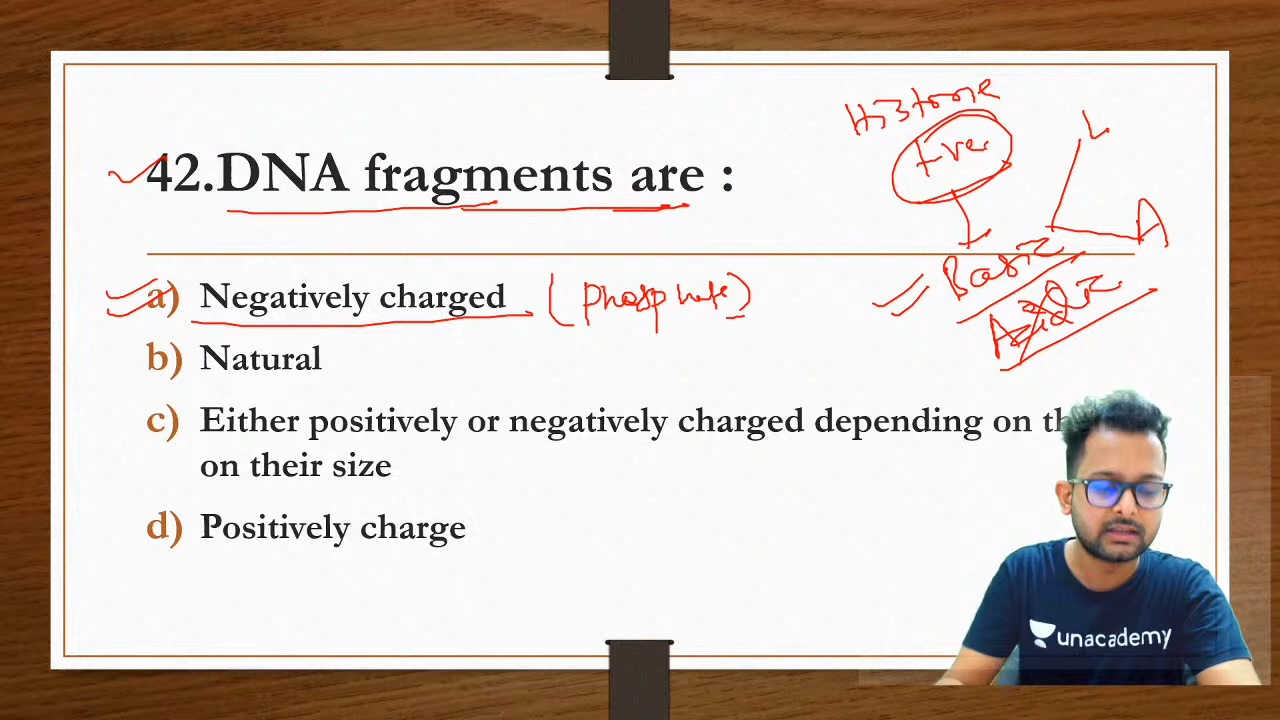 Histone
+ve
L
42.DNA fragments are :
L
A
Basic
Acidic
a) Negatively charged (phosphate)
b) Natural
c) Either positively or negatively charged depending on th
on their size
d) Positively charge
unacademy